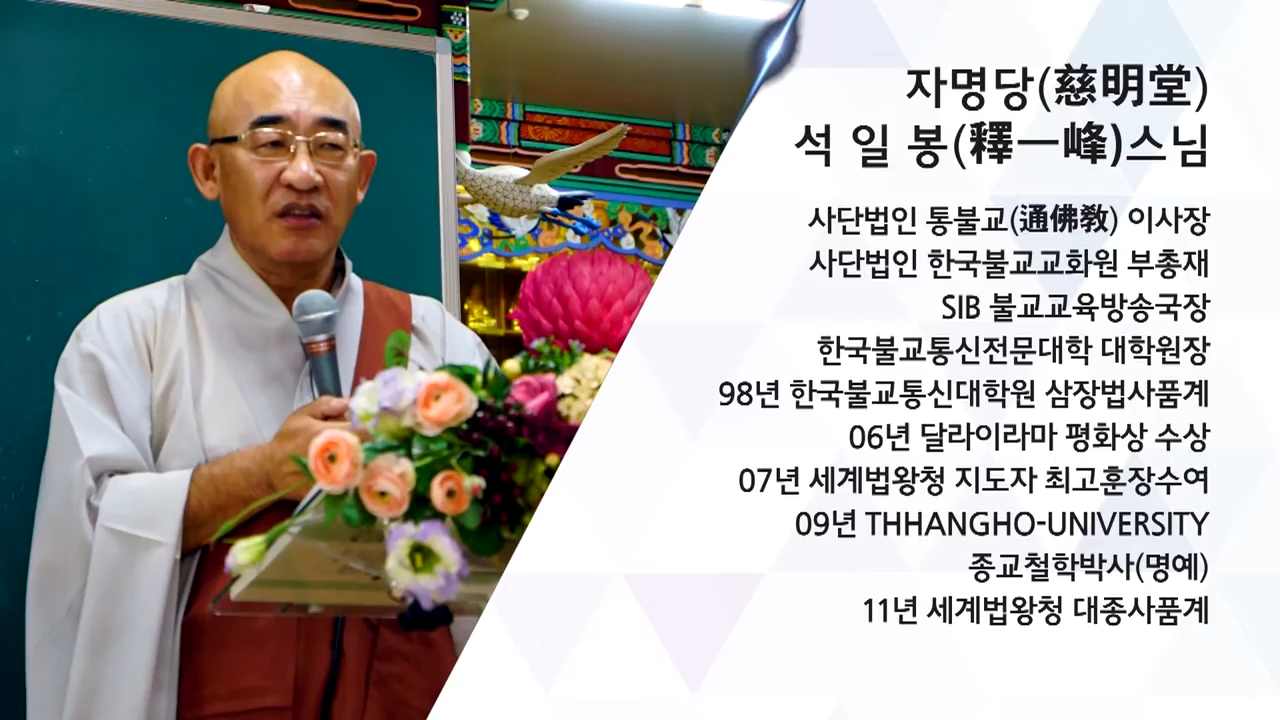 자명당(慈明堂)
석 일 봉(釋一峰)스님
사단법인 통불교(通佛敎) 이사장
사단법인 한국불교교화원 부총재
SIB 불교교육방송국장
한국불교통신전문대학 대학원장
98년 한국불교통신대학원 삼장법사품계
06년 달라이라마 평화상 수상
07년 세계법왕청 지도자 최고훈장수여
09년 THHANGHO-UNIVERSITY
종교철학박사(명예)
11년 세계법왕청 대종사품계